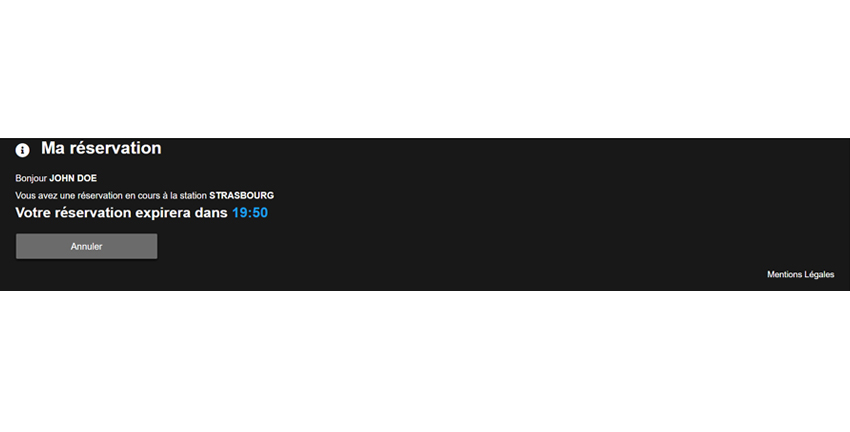 Ma réservation
Bonjour JOHN DOE
Vous avez une réservation en cours à la station STRASBOURG
Votre réservation expirera dans 19:50
Annuler
Mentions Légales